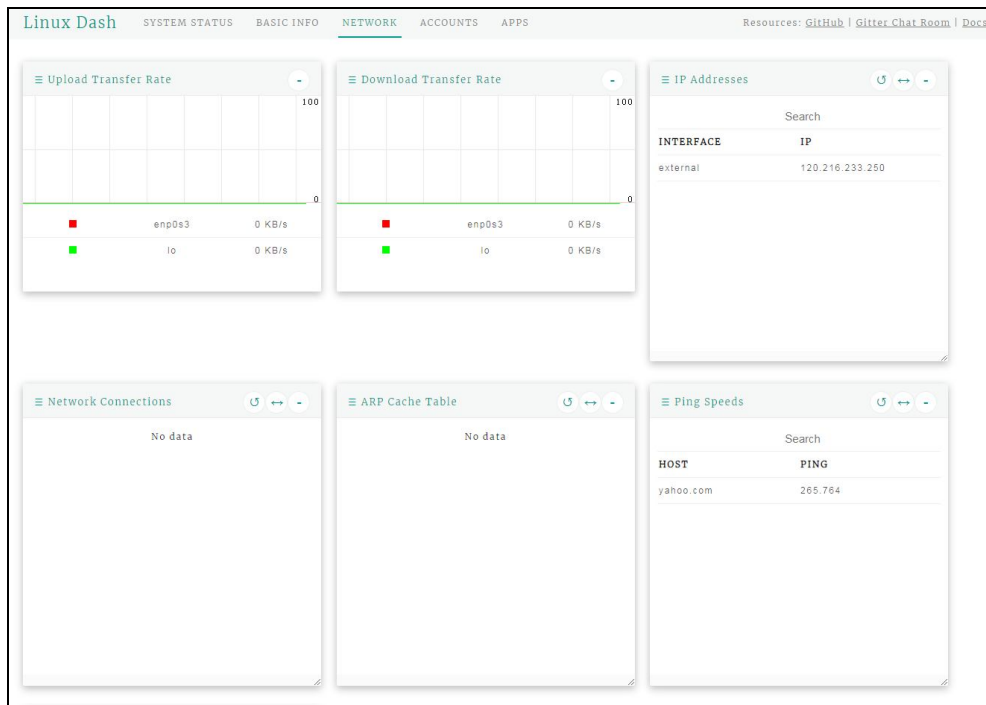 Linux Dash SYSTEM STATUS BASIC INFO NETWORK ACCOUNTS APPS Resources: GitHub | Gitter Chat Room | Docs
≡ Upload Transfer Rate -
100
0
enp0s3 0 KB/s
lo 0 KB/s
≡ Download Transfer Rate -
100
0
enp0s3 0 KB/s
lo 0 KB/s
≡ IP Addresses ↺ ↔ -
Search
INTERFACE IP
external 120.216.233.250
≡ Network Connections ↺ ↔ -
No data
≡ ARP Cache Table ↺ ↔ -
No data
≡ Ping Speeds ↺ ↔ -
Search
HOST PING
yahoo.com 265.764